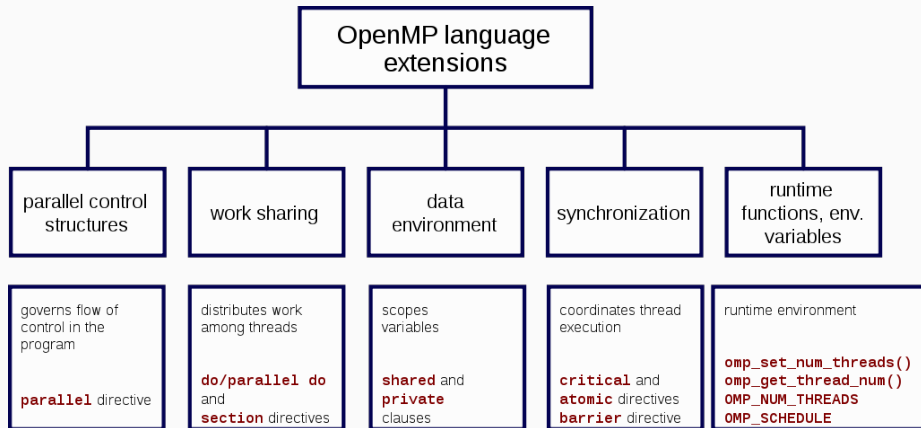 OpenMP language
extensions
parallel control
structures
work sharing
data
environment
synchronization
runtime
functions, env.
variables
governs flow of
control in the
program
parallel directive
distributes work
among threads
do/parallel do
and
section directives
scopes
variables
shared and
private
clauses
coordinates thread
execution
critical and
atomic directives
barrier directive
runtime environment
omp_set_num_threads()
omp_get_thread_num()
OMP_NUM_THREADS
OMP_SCHEDULE